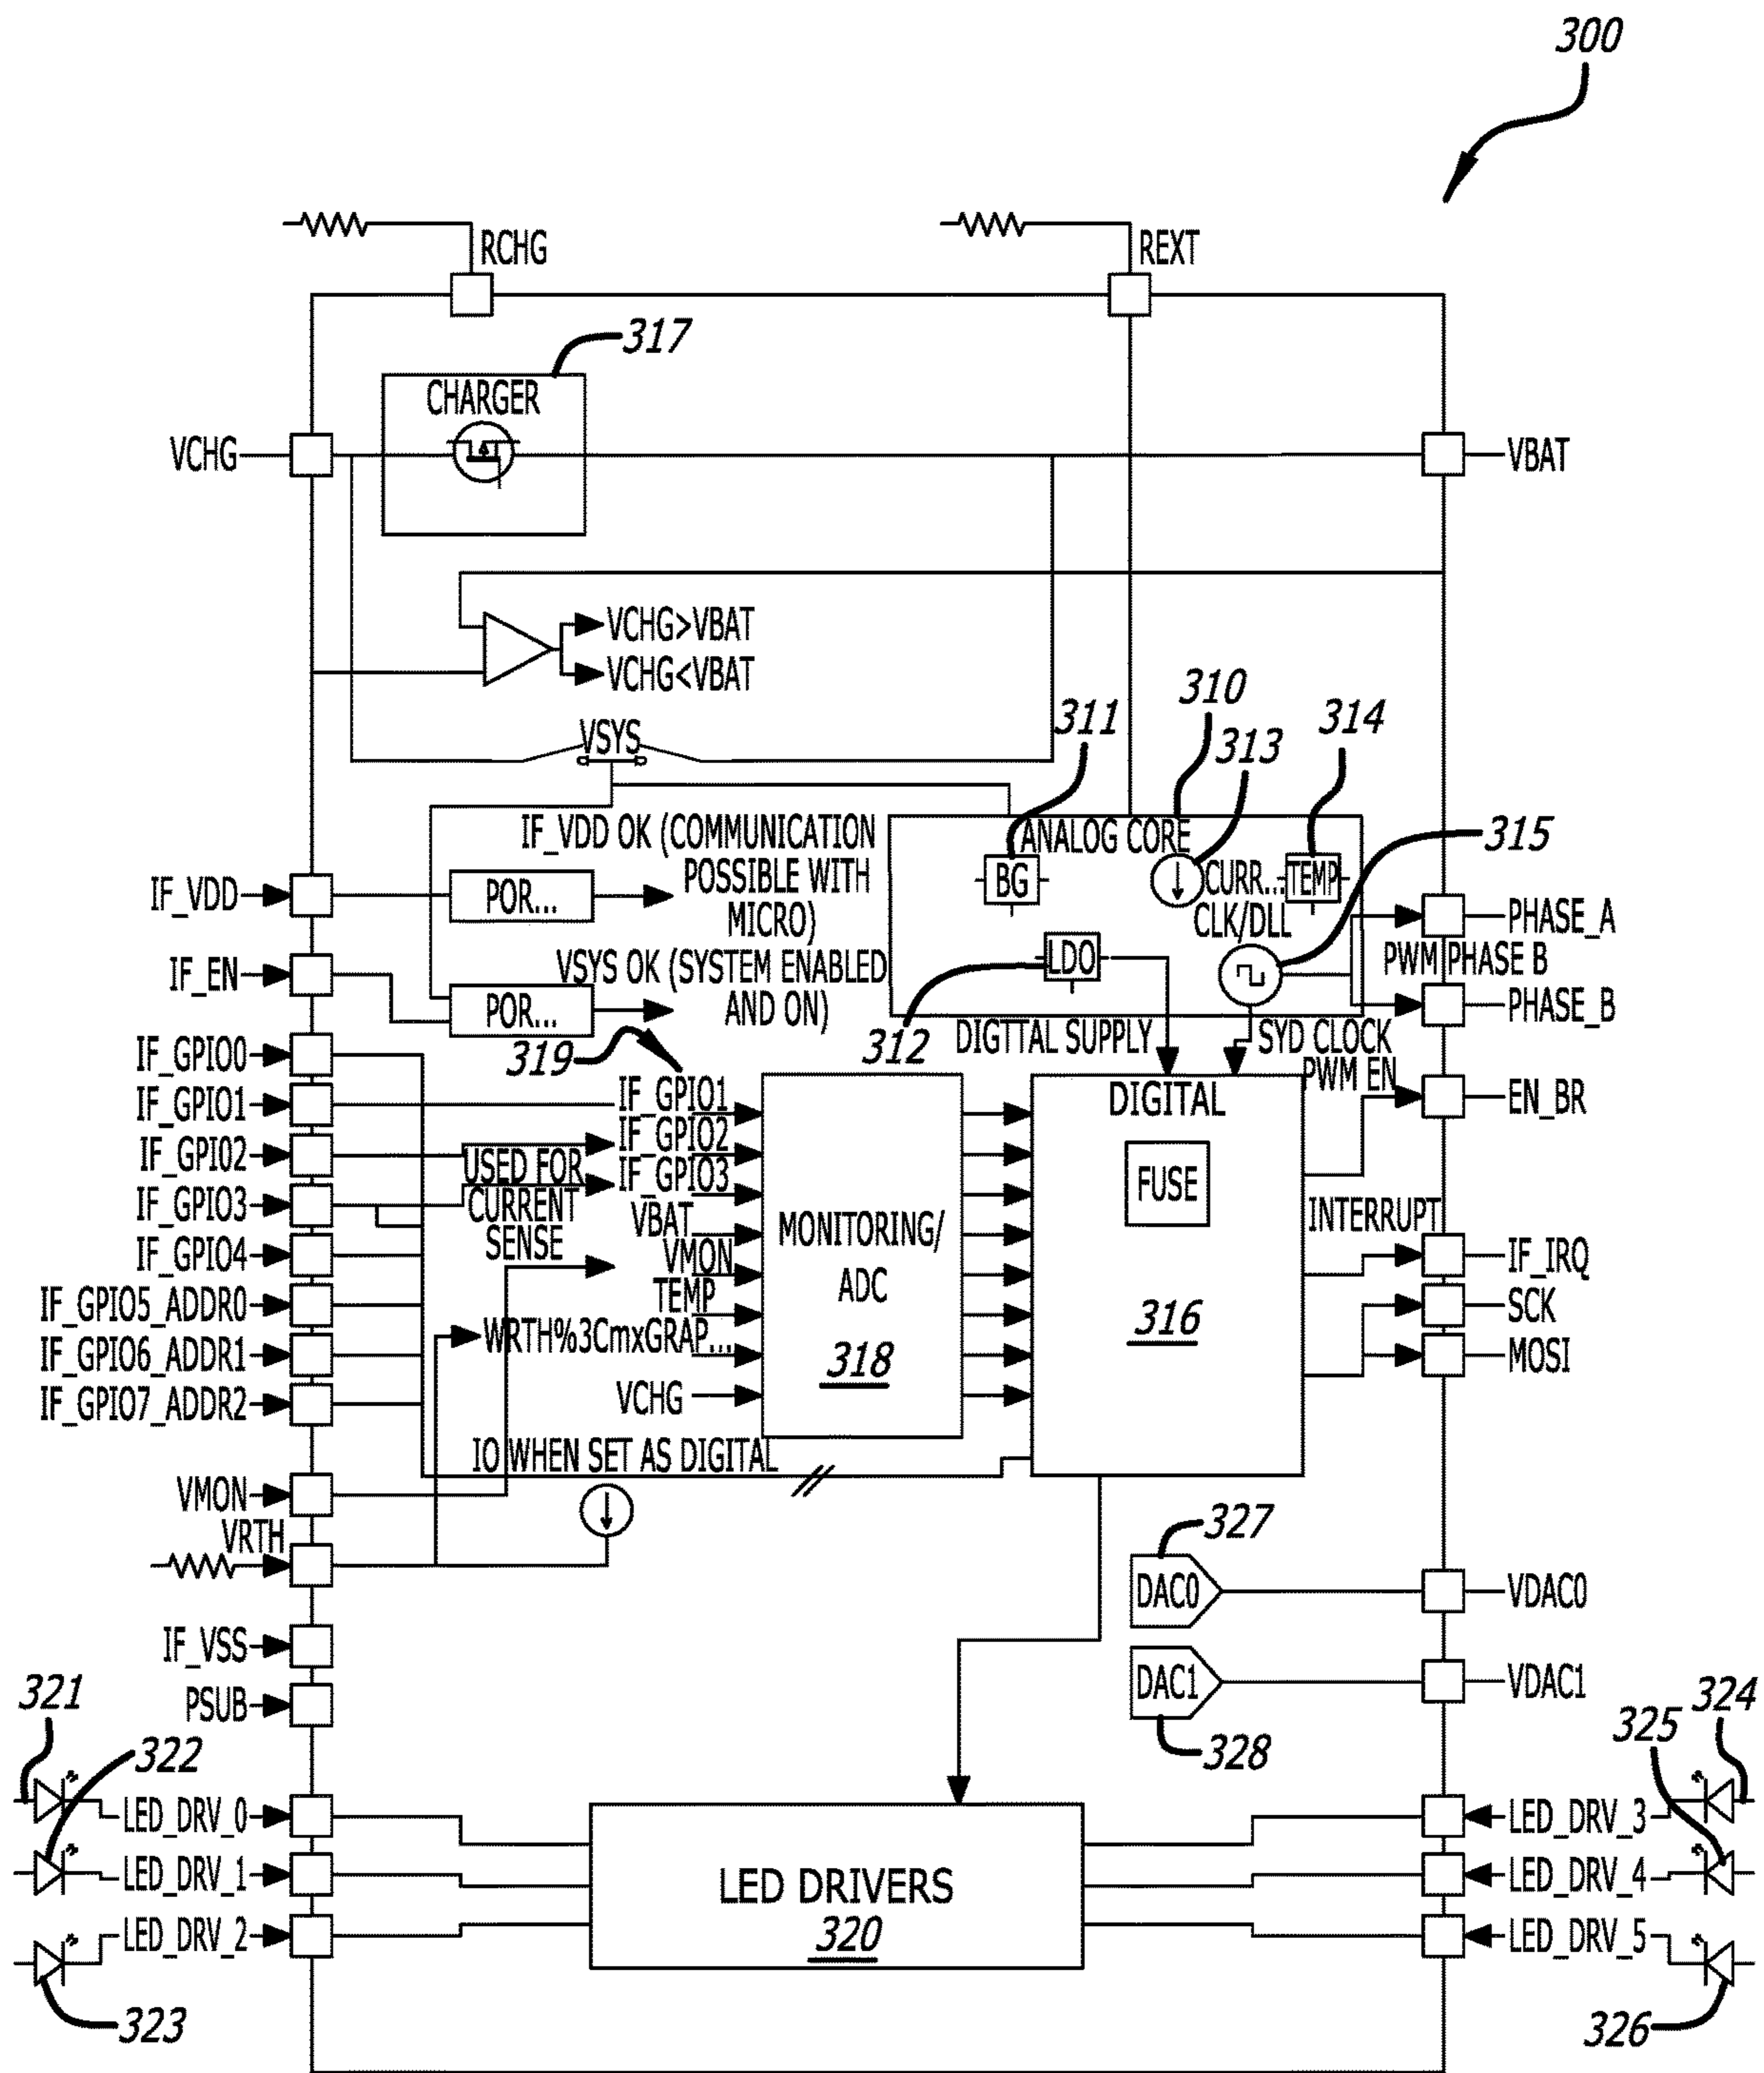 300
RCHG
REXT
317
CHARGER
VCHG
VBAT
VCHG>VBAT
VCHG<VBAT
VSYS
311
310
313
314
315
ANALOG CORE
BG
CURR...
TEMP
CLK/DLL
LDO
312
IF_VDD OK (COMMUNICATION
POSSIBLE WITH
MICRO)
IF_VDD
POR...
VSYS OK (SYSTEM ENABLED
AND ON)
IF_EN
POR...
PHASE_A
PWM PHASE B
PHASE_B
DIGTTAL SUPPLY
SYD CLOCK
PWM EN
EN_BR
319
IF_GPIO0
IF_GPIO1
IF_GPI02
IF_GPIO3
IF_GPIO4
IF_GPIO5_ADDR0
IF_GPIO6_ADDR1
IF_GPIO7_ADDR2
USED FOR
CURRENT
SENSE
IF_GPIO1
IF_GPIO2
IF_GPIO3
VBAT
VMON
TEMP
WRTH%3CmxGRAP...
VCHG
MONITORING/
ADC
318
DIGITAL
FUSE
316
INTERRUPT
IF_IRQ
SCK
MOSI
IO WHEN SET AS DIGITAL
VMON
VRTH
IF_VSS
PSUB
327
DAC0
VDAC0
DAC1
VDAC1
328
321
322
323
LED_DRV_0
LED_DRV_1
LED_DRV_2
LED DRIVERS
320
LED_DRV_3
LED_DRV_4
LED_DRV_5
324
325
326